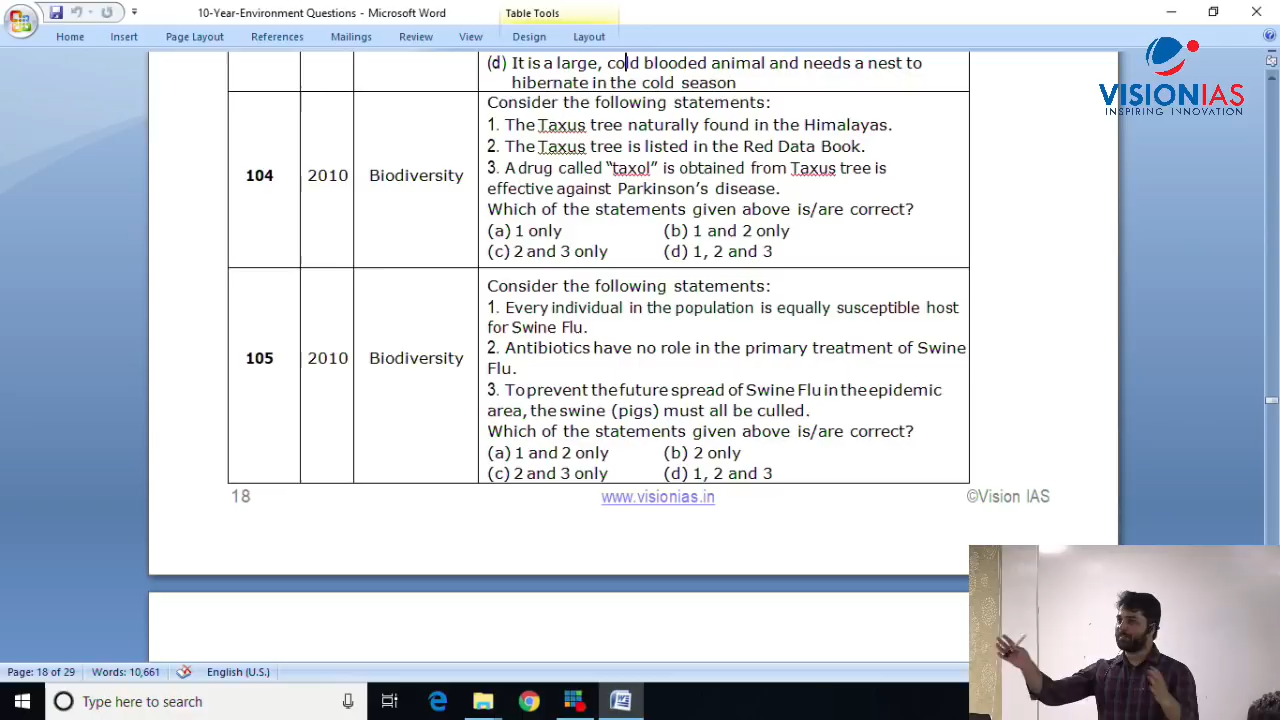 10-Year-Environment Questions - Microsoft Word
Table Tools
Home Insert Page Layout References Mailings Review View Design Layout
VISIONIAS
INSPIRING INNOVATION
(d) It is a large, cold blooded animal and needs a nest to
hibernate in the cold season
104 2010 Biodiversity
Consider the following statements:
1. The Taxus tree naturally found in the Himalayas.
2. The Taxus tree is listed in the Red Data Book.
3. A drug called “taxol” is obtained from Taxus tree is
effective against Parkinson’s disease.
Which of the statements given above is/are correct?
(a) 1 only (b) 1 and 2 only
(c) 2 and 3 only (d) 1, 2 and 3
105 2010 Biodiversity
Consider the following statements:
1. Every individual in the population is equally susceptible host
for Swine Flu.
2. Antibiotics have no role in the primary treatment of Swine
Flu.
3. To prevent the future spread of Swine Flu in the epidemic
area, the swine (pigs) must all be culled.
Which of the statements given above is/are correct?
(a) 1 and 2 only (b) 2 only
(c) 2 and 3 only (d) 1, 2 and 3
18 www.visionias.in ©Vision IAS
Page: 18 of 29 Words: 10,661 English (U.S.)
Type here to search